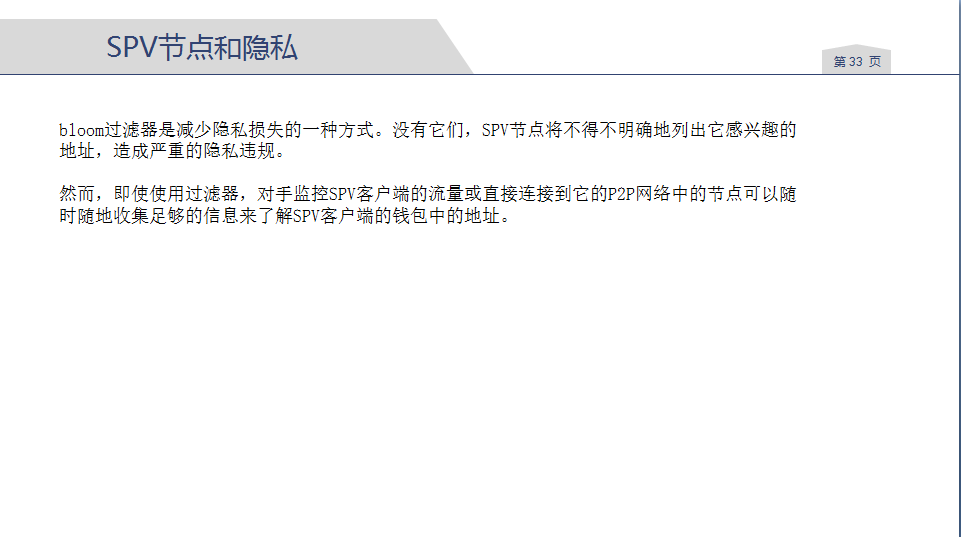 SPV节点和隐私
第 33 页
bloom过滤器是减少隐私损失的一种方式。没有它们，SPV节点将不得不明确地列出它感兴趣的
地址，造成严重的隐私违规。
然而，即使使用过滤器，对手监控SPV客户端的流量或直接连接到它的P2P网络中的节点可以随
时随地收集足够的信息来了解SPV客户端的钱包中的地址。